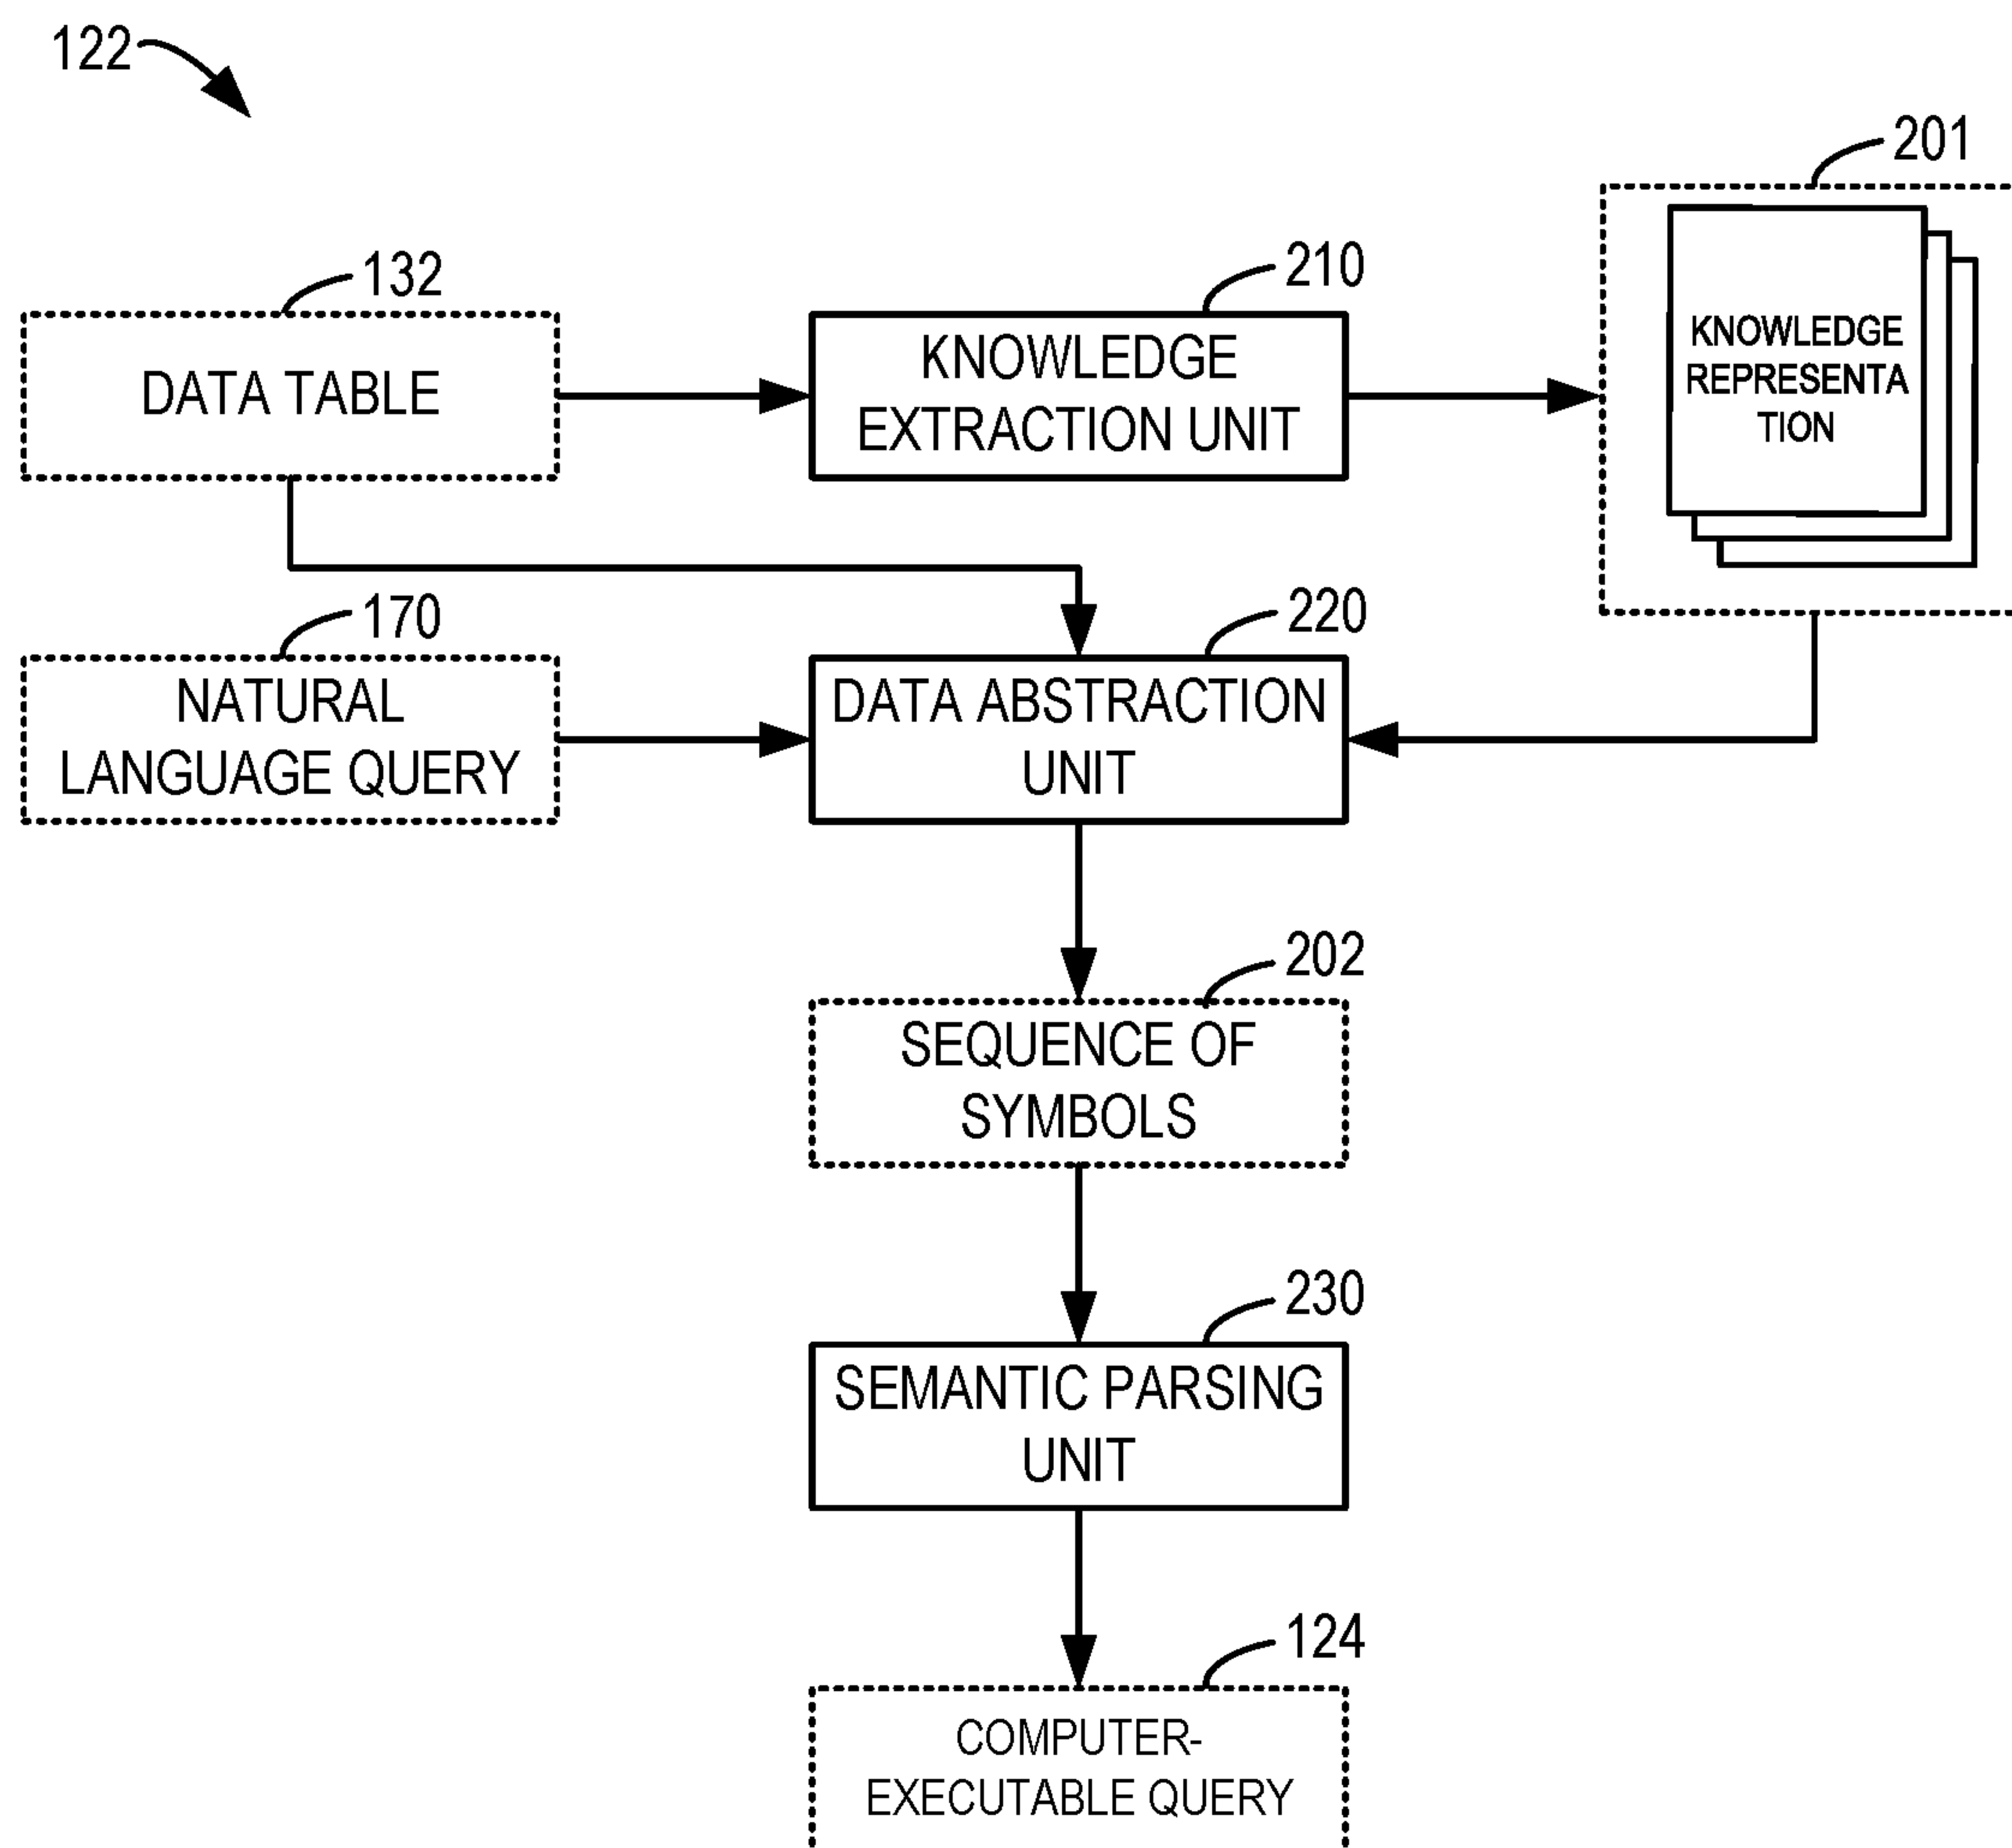 122
201
132
210
DATA TABLE
KNOWLEDGE
EXTRACTION UNIT
KNOWLEDGE
REPRESENTA
TION
170
220
NATURAL
LANGUAGE QUERY
DATA ABSTRACTION
UNIT
202
SEQUENCE OF
SYMBOLS
230
SEMANTIC PARSING
UNIT
124
COMPUTER-
EXECUTABLE QUERY